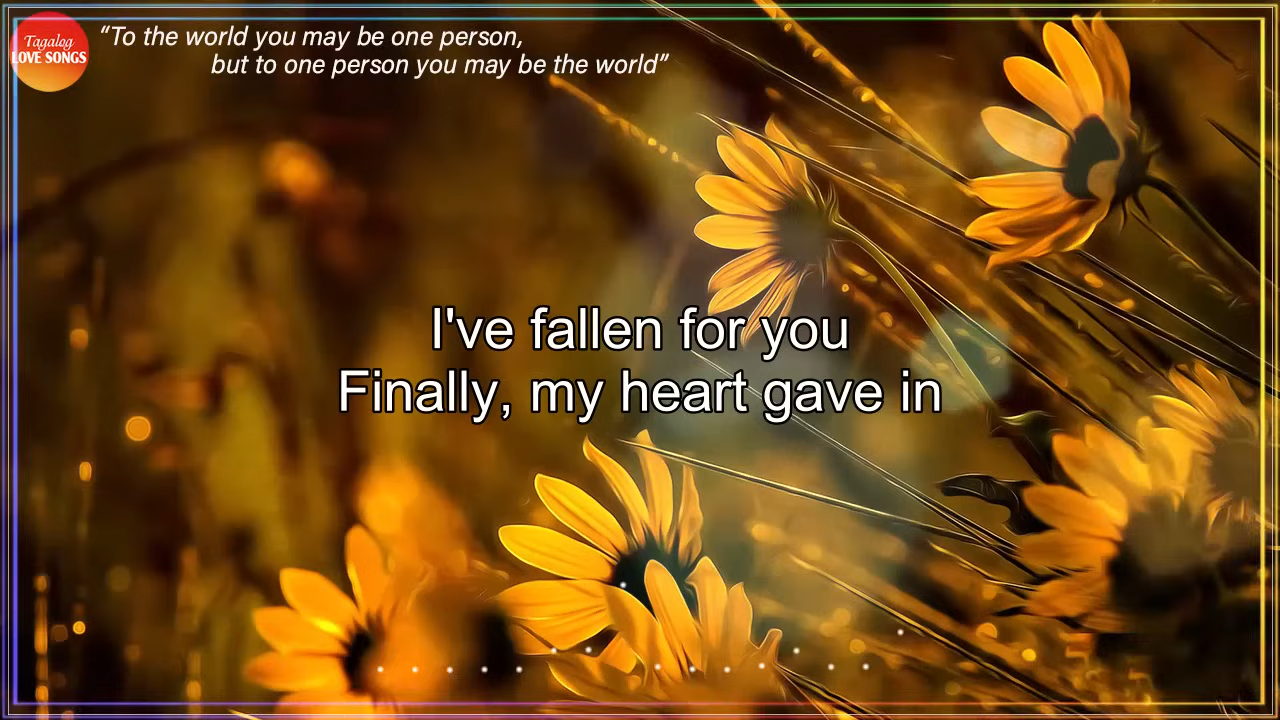 Tagalog
LOVE SONGS
“To the world you may be one person,
but to one person you may be the world”
I've fallen for you
Finally, my heart gave in